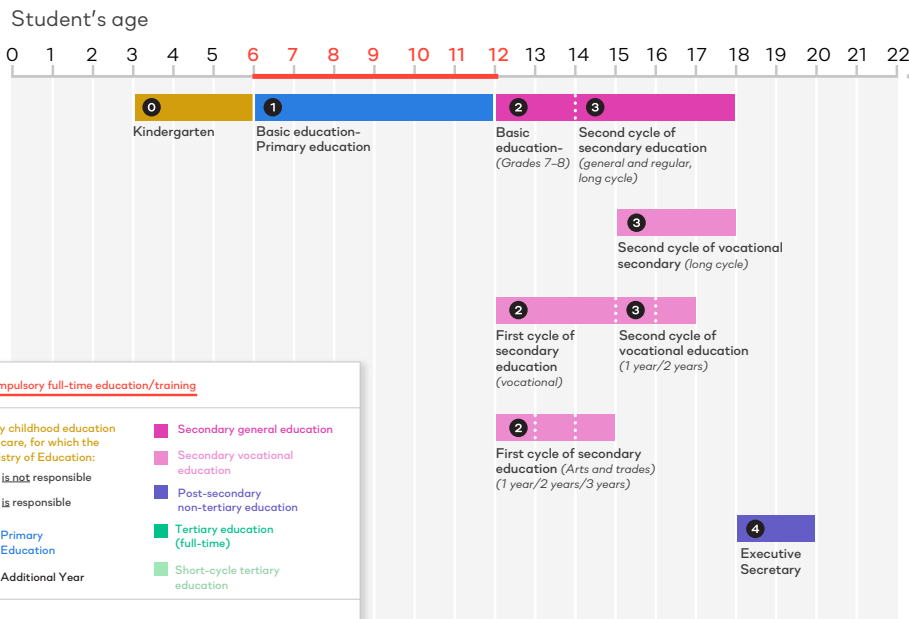 Student's age
0 1 2 3 4 5 6 7 8 9 10 11 12 13 14 15 16 17 18 19 20 21 22
0
Kindergarten
1
Basic education-
Primary education
2
Basic
education-
(Grades 7–8)
3
Second cycle of
secondary education
(general and regular,
long cycle)
3
Second cycle of vocational
secondary (long cycle)
2
First cycle of
secondary
education
(vocational)
3
Second cycle of
vocational education
(1 year/2 years)
2
First cycle of secondary
education (Arts and trades)
(1 year/2 years/3 years)
4
Executive
Secretary
mpulsory full-time education/training
y childhood education
care, for which the
istry of Education:
is not responsible
is responsible
Primary
Education
Additional Year
Secondary general education
Secondary vocational
education
Post-secondary
non-tertiary education
Tertiary education
(full-time)
Short-cycle tertiary
education